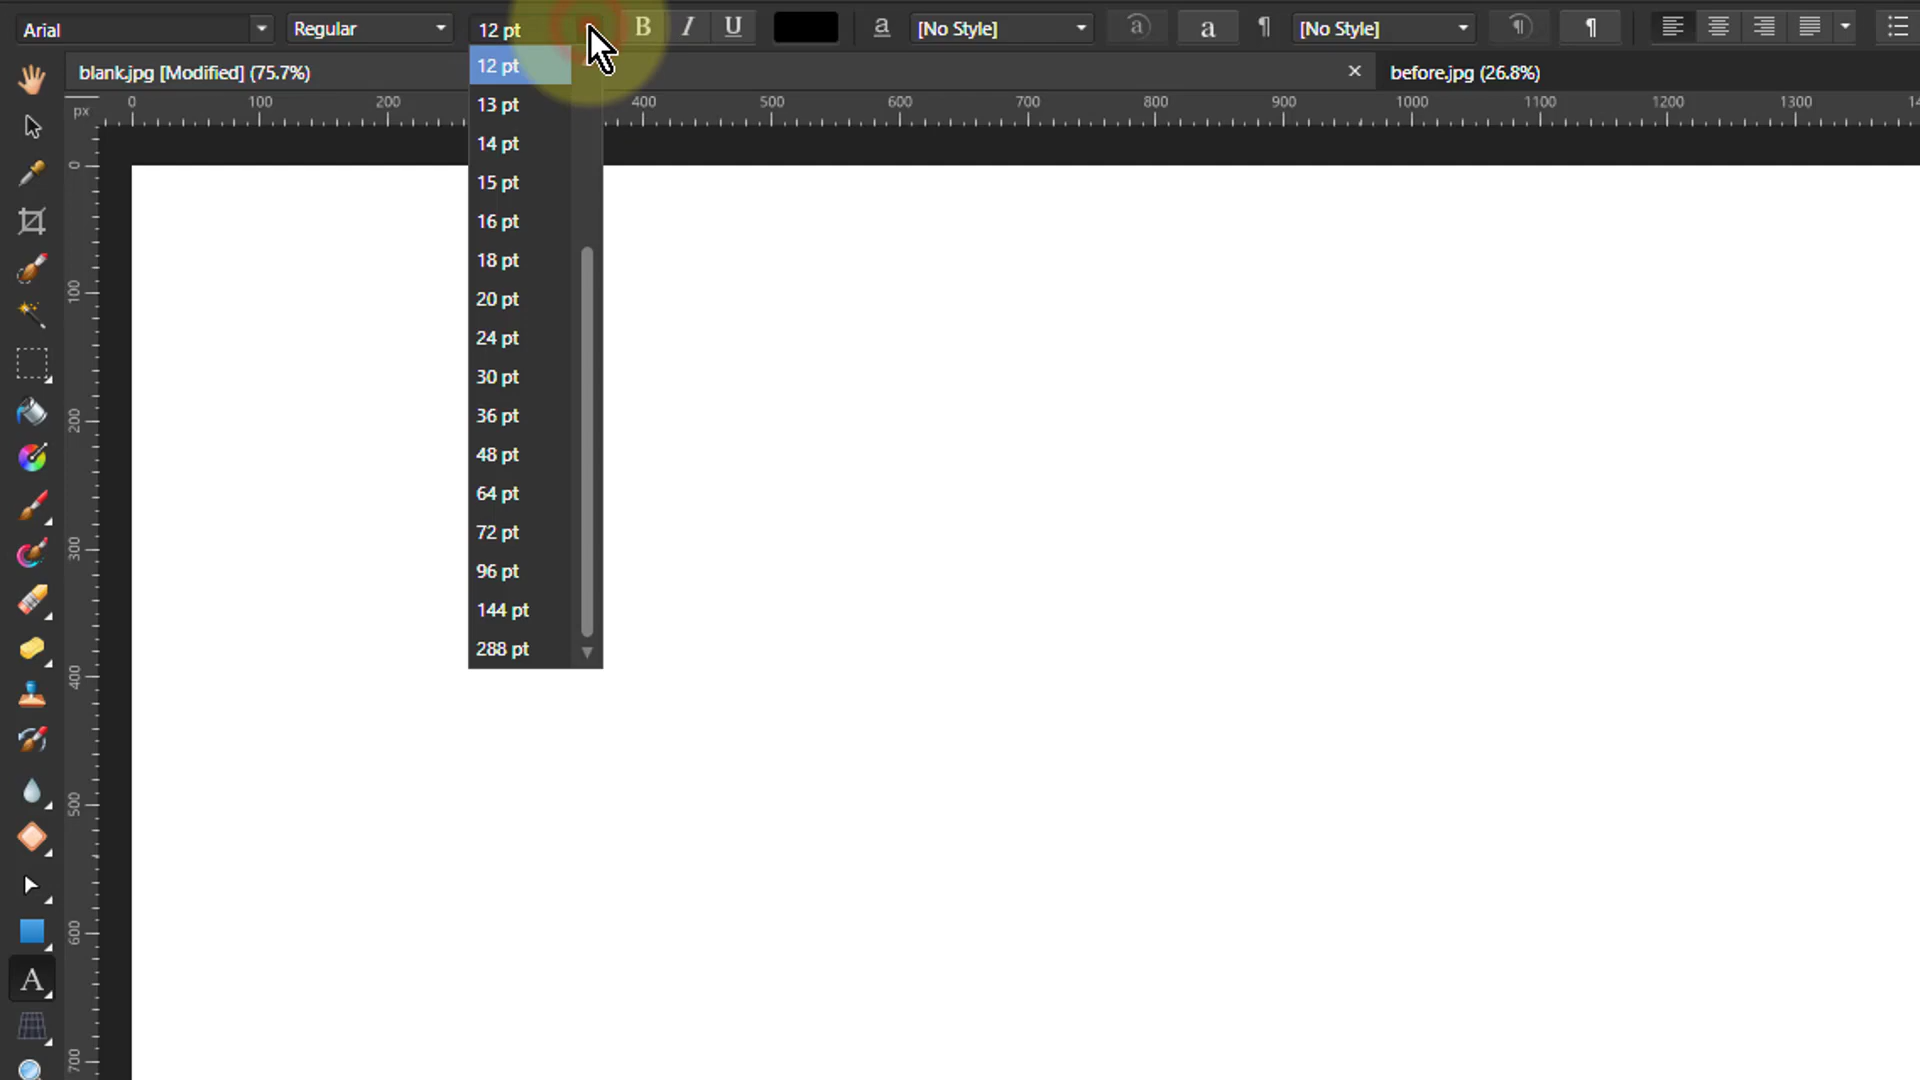 Arial Regular 12 pt B I U a [No Style] a a ¶ [No Style] ¶ ¶
blank.jpg [Modified] (75.7%) × before.jpg (26.8%)
px 0 100 200 400 500 600 700 800 900 1000 1100 1200 1300
12 pt
13 pt
14 pt
15 pt
16 pt
18 pt
20 pt
24 pt
30 pt
36 pt
48 pt
64 pt
72 pt
96 pt
144 pt
288 pt
0
100
200
300
400
500
600
700
A